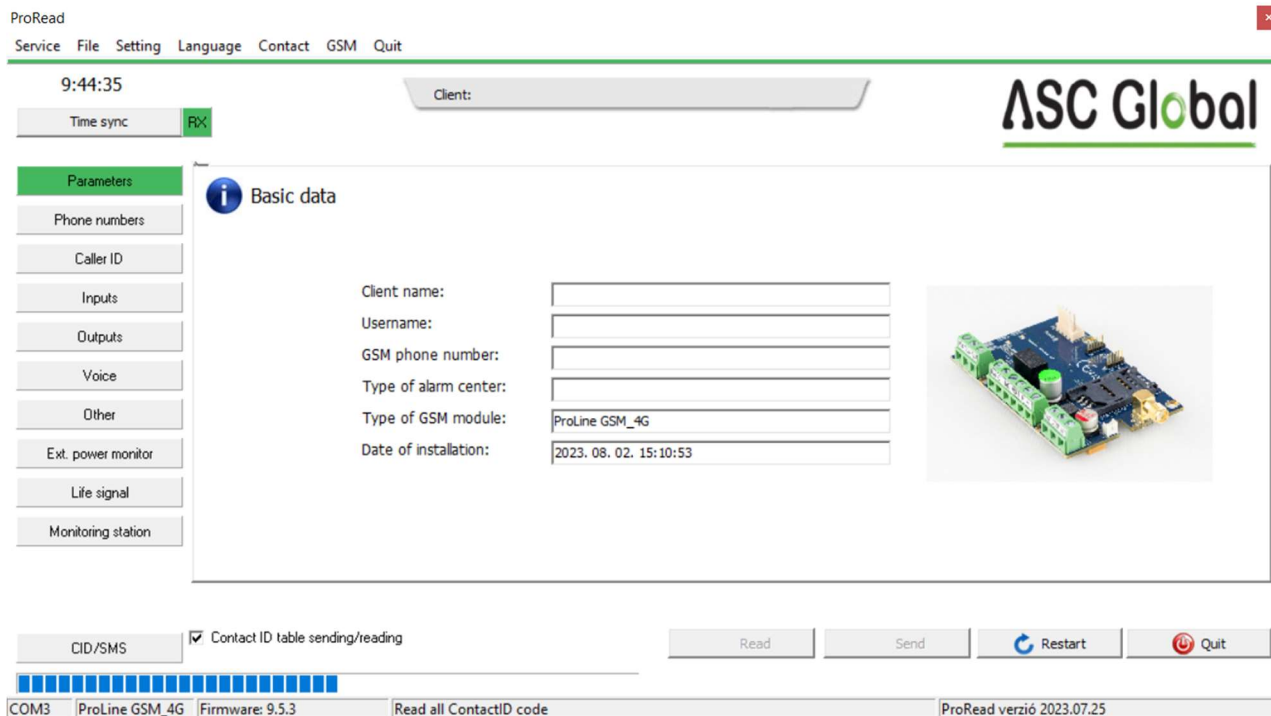 ProRead
Service File Setting Language Contact GSM Quit
9:44:35
Client:
ASC Global
Time sync RX
Parameters
Basic data
Phone numbers
Caller ID
Inputs
Outputs
Voice
Other
Ext. power monitor
Life signal
Monitoring station
Client name:
Username:
GSM phone number:
Type of alarm center:
Type of GSM module: ProLine GSM_4G
Date of installation: 2023. 08. 02. 15:10:53
CID/SMS
Contact ID table sending/reading
Read Send Restart Quit
COM3 ProLine GSM_4G Firmware: 9.5.3 Read all ContactID code ProRead verzió 2023.07.25